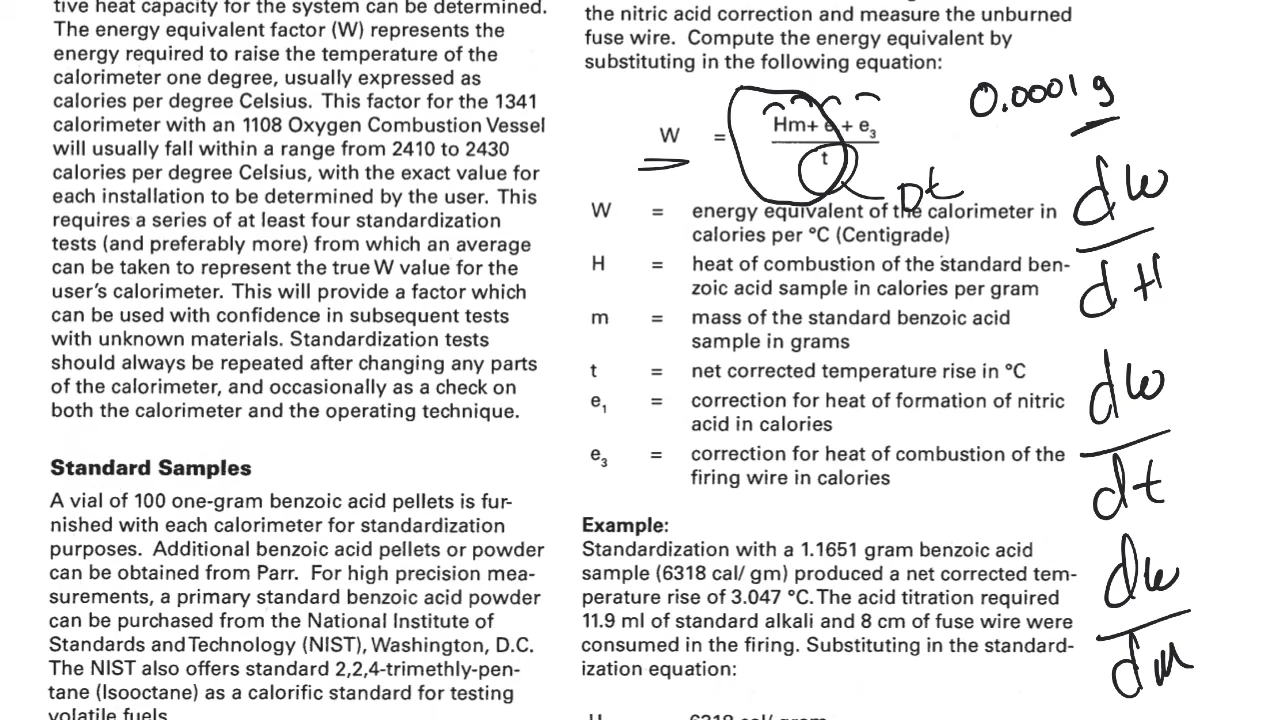 tive heat capacity for the system can be determined.
The energy equivalent factor (W) represents the
energy required to raise the temperature of the
calorimeter one degree, usually expressed as
calories per degree Celsius. This factor for the 1341
calorimeter with an 1108 Oxygen Combustion Vessel
will usually fall within a range from 2410 to 2430
calories per degree Celsius, with the exact value for
each installation to be determined by the user. This
requires a series of at least four standardization
tests (and preferably more) from which an average
can be taken to represent the true W value for the
user's calorimeter. This will provide a factor which
can be used with confidence in subsequent tests
with unknown materials. Standardization tests
should always be repeated after changing any parts
of the calorimeter, and occasionally as a check on
both the calorimeter and the operating technique.
Standard Samples
A vial of 100 one-gram benzoic acid pellets is fur-
nished with each calorimeter for standardization
purposes. Additional benzoic acid pellets or powder
can be obtained from Parr. For high precision mea-
surements, a primary standard benzoic acid powder
can be purchased from the National Institute of
Standards and Technology (NIST), Washington, D.C.
The NIST also offers standard 2,2,4-trimethly-pen-
tane (Isooctane) as a calorific standard for testing
volatile fuels
the nitric acid correction and measure the unburned
fuse wire. Compute the energy equivalent by
substituting in the following equation:
W = Hm+ e + e3
t
W = energy equivalent of the calorimeter in
calories per °C (Centigrade)
H = heat of combustion of the standard ben-
zoic acid sample in calories per gram
m = mass of the standard benzoic acid
sample in grams
t = net corrected temperature rise in °C
e1 = correction for heat of formation of nitric
acid in calories
e3 = correction for heat of combustion of the
firing wire in calories
Example:
Standardization with a 1.1651 gram benzoic acid
sample (6318 cal/ gm) produced a net corrected tem-
perature rise of 3.047 °C. The acid titration required
11.9 ml of standard alkali and 8 cm of fuse wire were
consumed in the firing. Substituting in the standard-
ization equation:
H = 6318 cal/ gram
0.0001 g
Dt
dW
dH
dW
dt
dW
dM